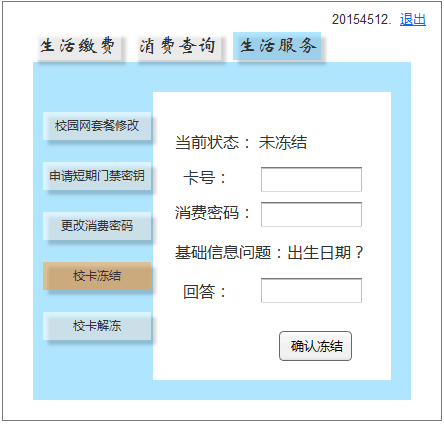 20154512. 退出
生活缴费 消费查询 生活服务
校园网套餐修改
申请短期门禁密钥
更改消费密码
校卡冻结
校卡解冻
当前状态： 未冻结
卡号：
消费密码：
基础信息问题：出生日期？
回答：
确认冻结